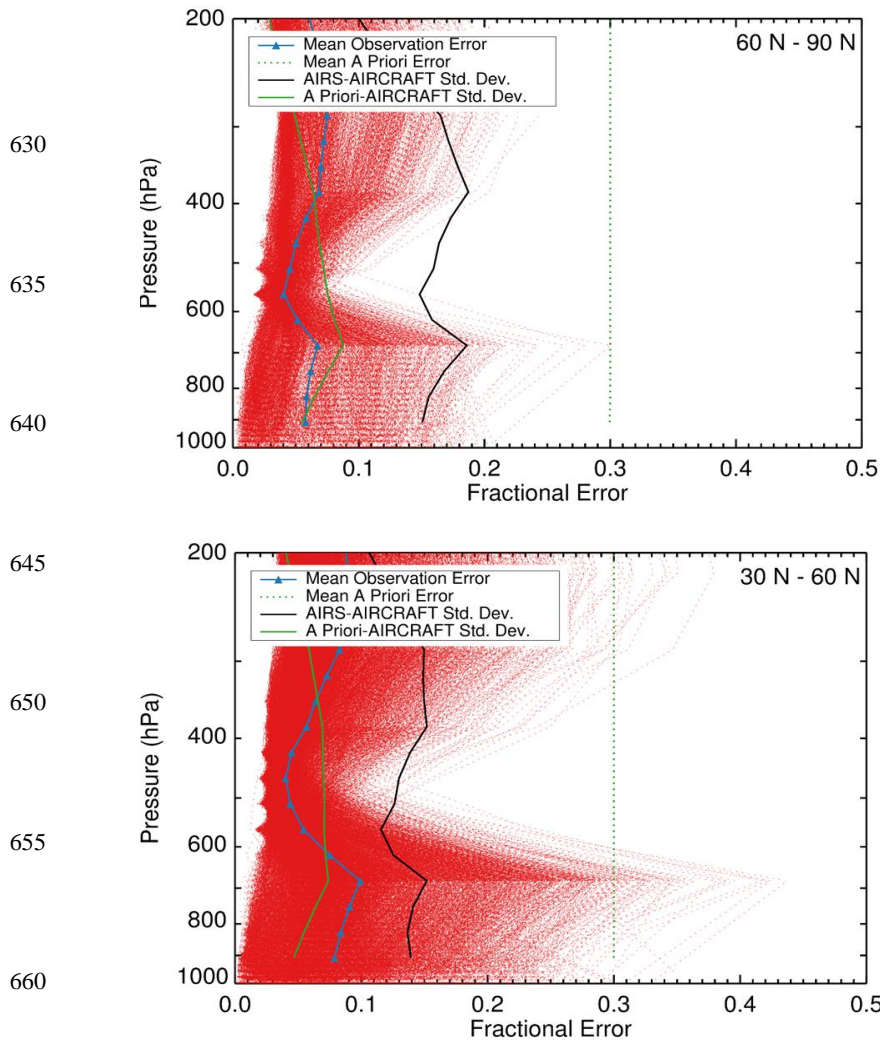 200
Mean Observation Error
60 N - 90 N
Mean A Priori Error
AIRS-AIRCRAFT Std. Dev.
A Priori-AIRCRAFT Std. Dev.
630
400
Pressure (hPa)
635
600
800
640
1000
0.0 0.1 0.2 0.3 0.4 0.5
Fractional Error
645
200
Mean Observation Error
30 N - 60 N
Mean A Priori Error
AIRS-AIRCRAFT Std. Dev.
A Priori-AIRCRAFT Std. Dev.
650
400
Pressure (hPa)
655
600
800
660
1000
0.0 0.1 0.2 0.3 0.4 0.5
Fractional Error